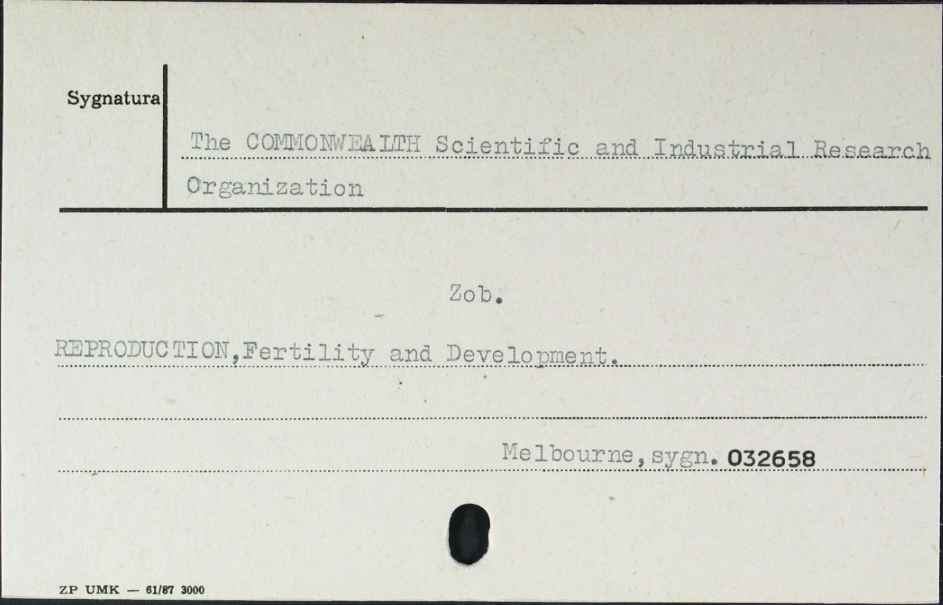 Sygnatura
The COMMONWEALTH Scientific and Industrial Research
Organization
Zob.
REPRODUCTION,Fertility and Development.
Melbourne,sygn. 032658
ZP UMK — 61/87 3000